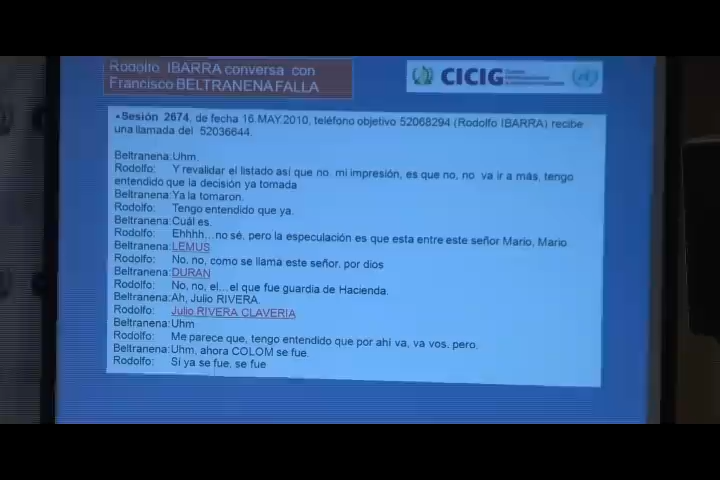 Rodolfo IBARRA conversa con
Francisco BELTRANENA FALLA
CICIG
•Sesión 2674, de fecha 16.MAY.2010, teléfono objetivo 52068294 (Rodolfo IBARRA) recibe
una llamada del 52036644.
Beltranena:Uhm.
Rodolfo: Y revalidar el listado así que no. mi impresión, es que no, no va ir a más, tengo
entendido que la decisión ya tomada
Beltranena:Ya la tomaron.
Rodolfo: Tengo entendido que ya.
Beltranena:Cuál es.
Rodolfo: Ehhhh...no sé, pero la especulación es que esta entre este señor Mario, Mario
Beltranena:LEMUS
Rodolfo: No, no, como se llama este señor, por dios
Beltranena:DURAN
Rodolfo: No, no, el... el que fue guardia de Hacienda.
Beltranena:Ah, Julio RIVERA.
Rodolfo: Julio RIVERA CLAVERIA
Beltranena:Uhm
Rodolfo: Me parece que, tengo entendido que por ahí va, va vos, pero.
Beltranena:Uhm, ahora COLOM se fue.
Rodolfo: Sí ya se fue, se fue